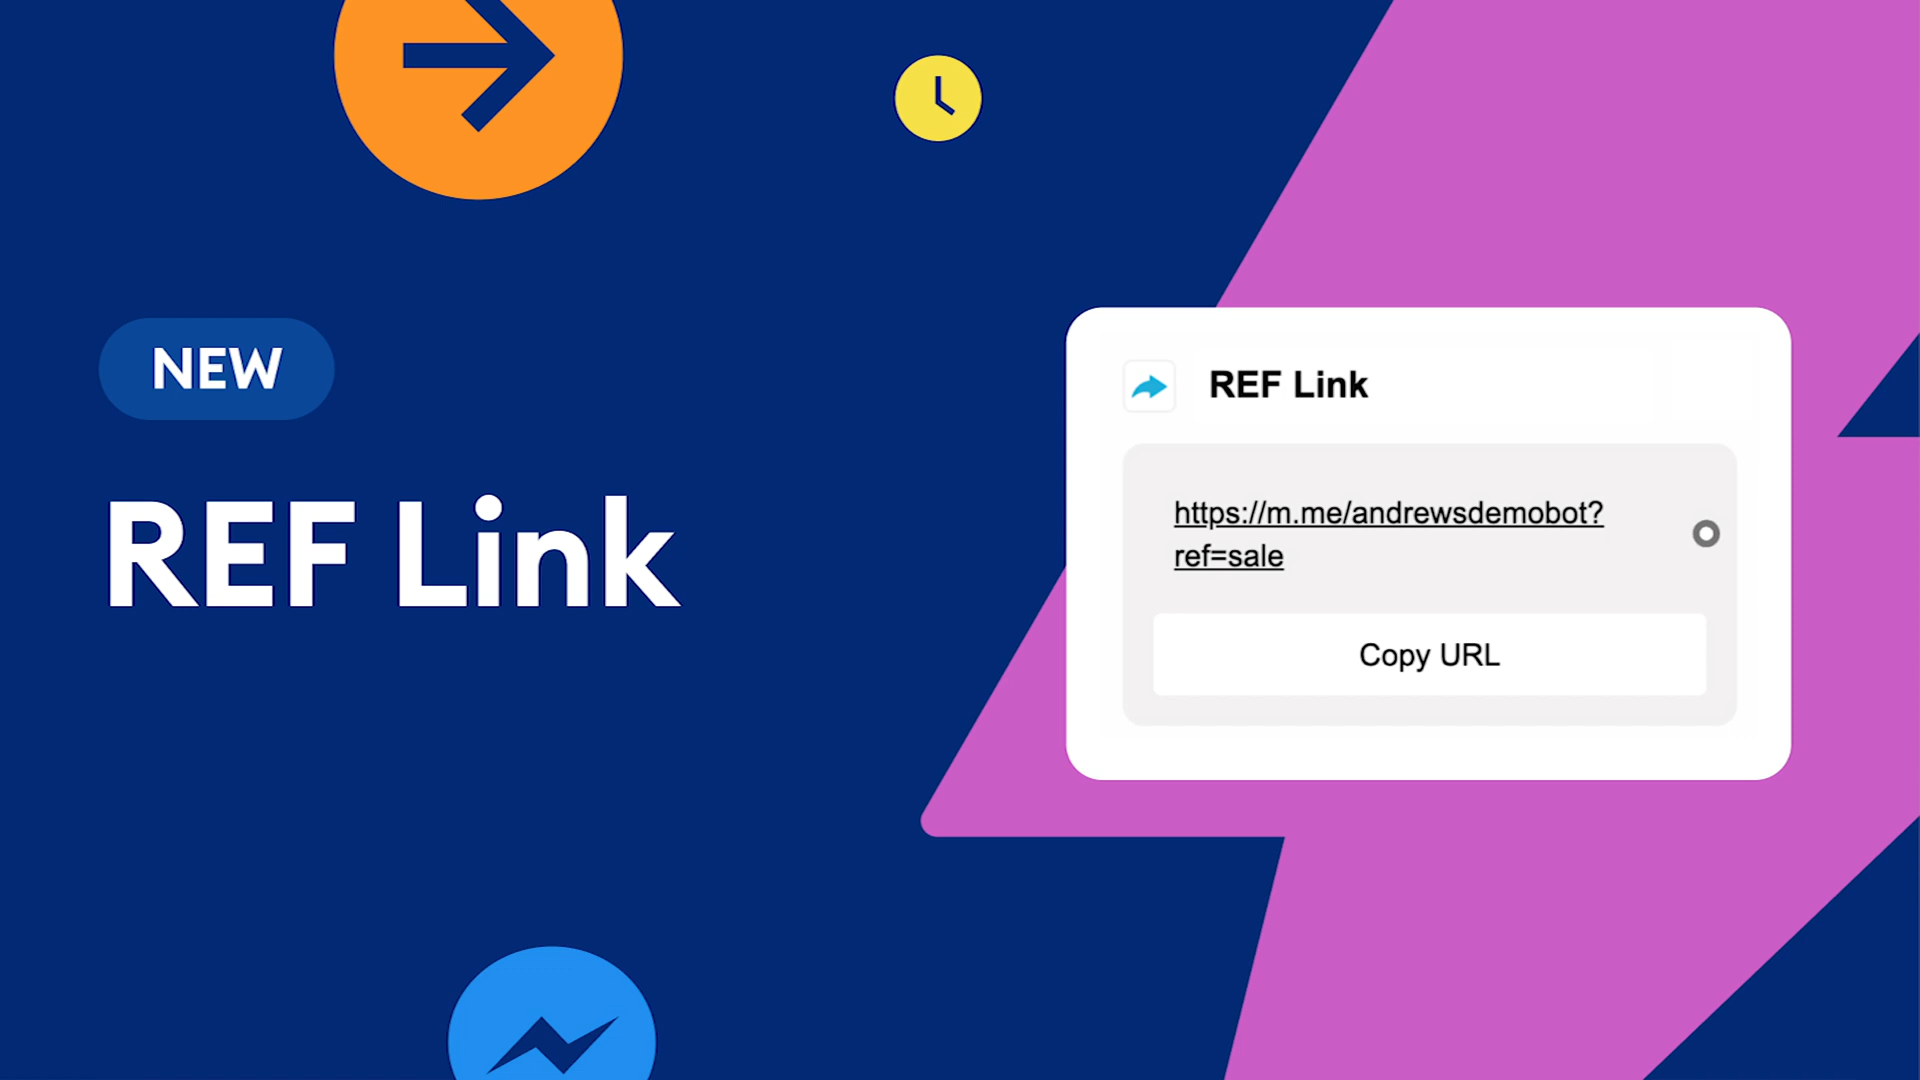 NEW
REF Link
REF Link
https://m.me/andrewsdemobot?
ref=sale
Copy URL